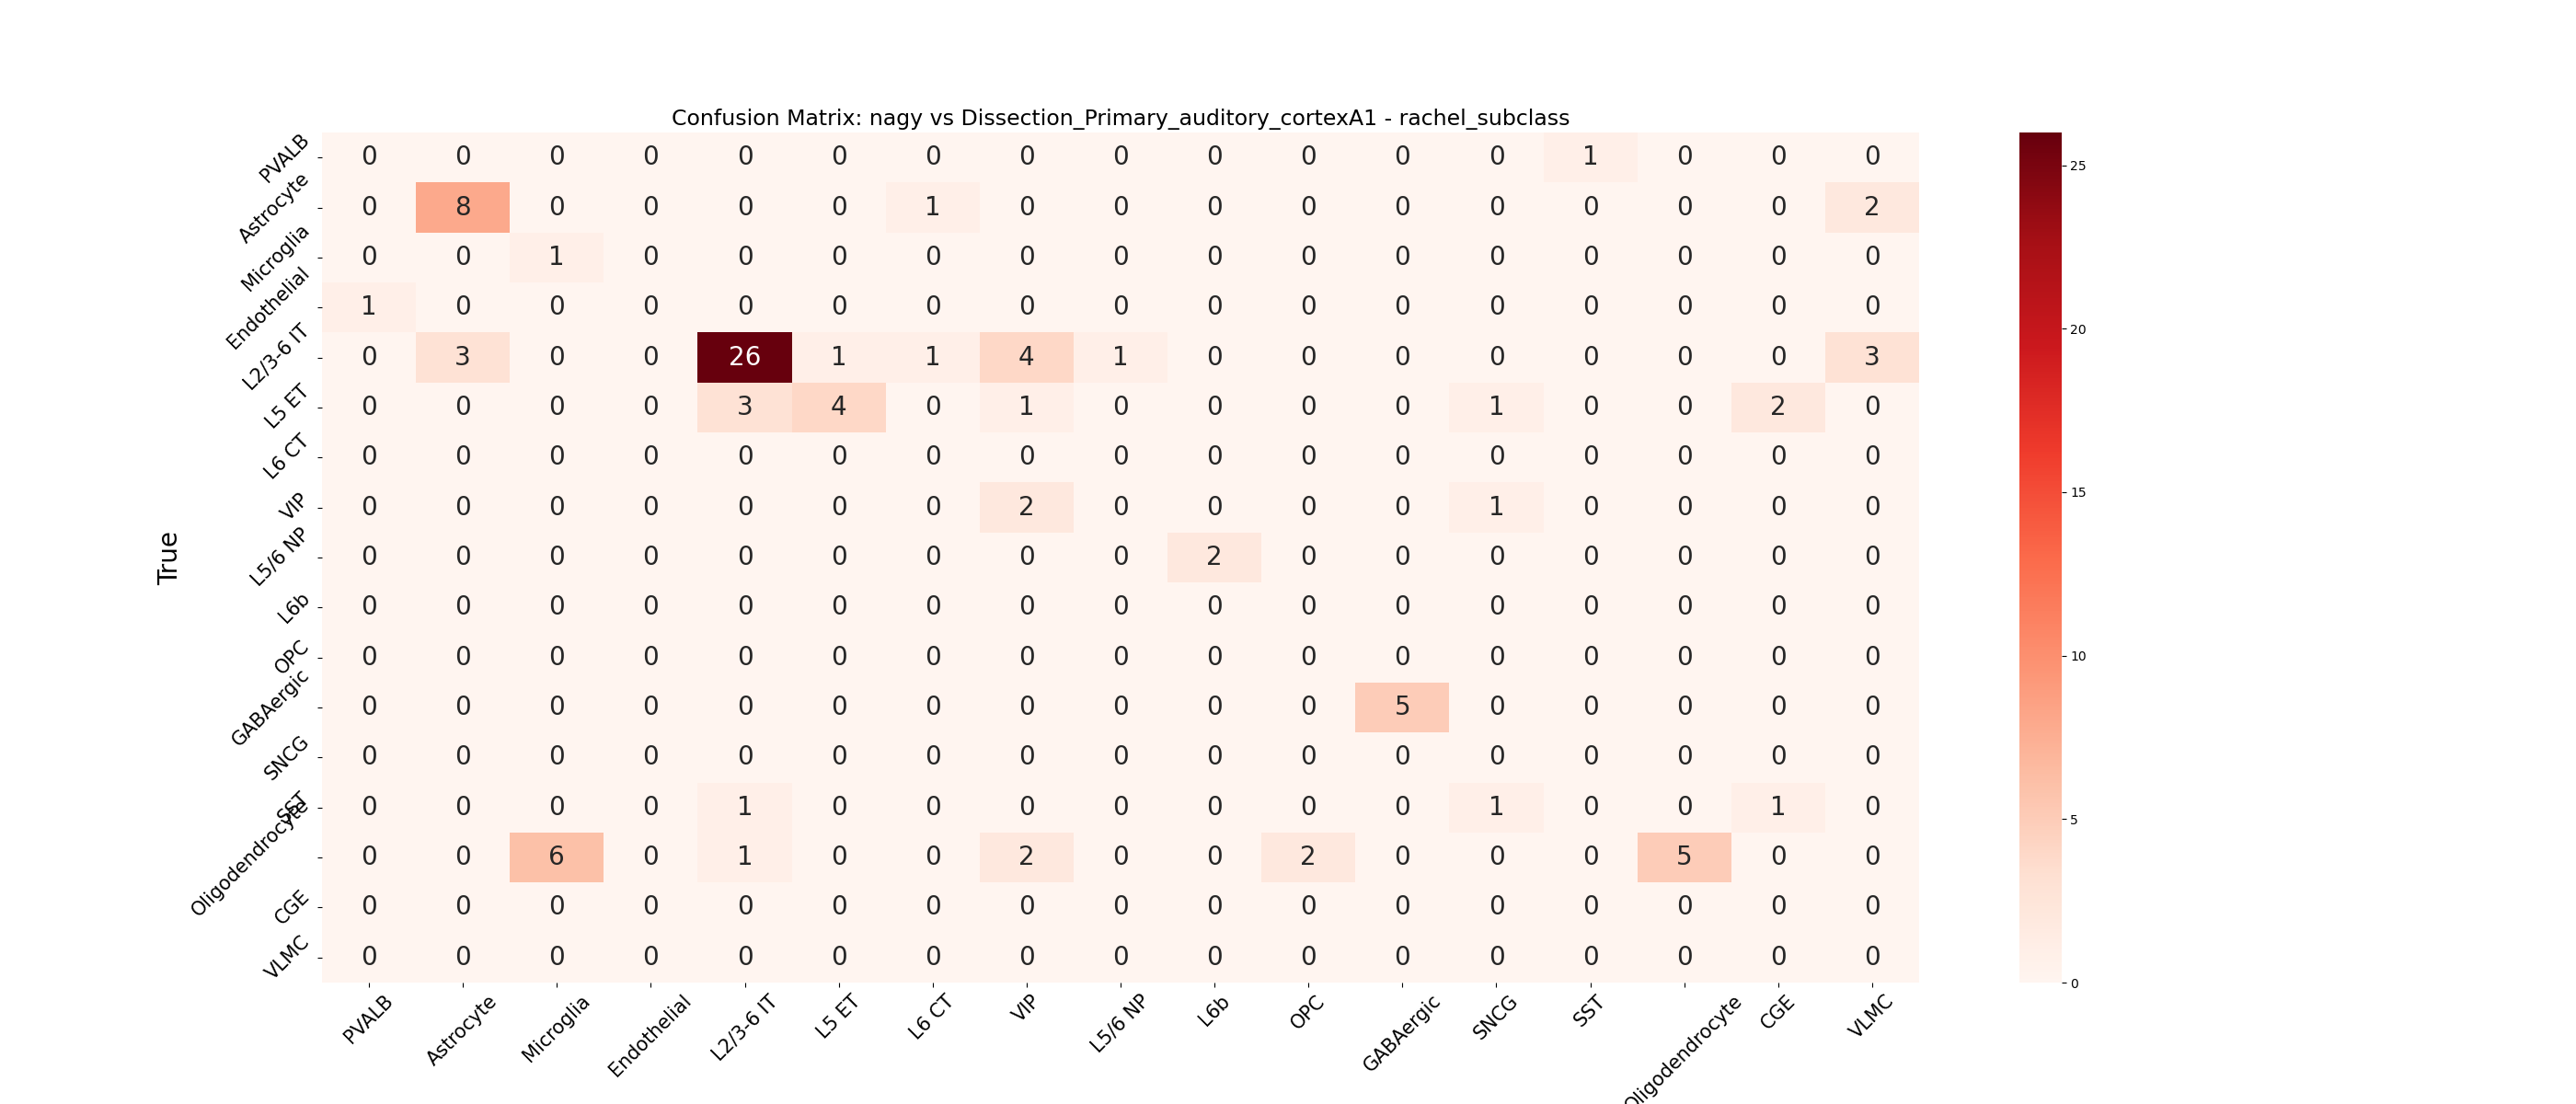 Confusion Matrix: nagy vs Dissection_Primary_auditory_cortexA1 - rachel_subclass
True
PVALB 0 0 0 0 0 0 0 0 0 0 0 0 0 1 0 0 0
Astrocyte 0 8 0 0 0 0 1 0 0 0 0 0 0 0 0 0 2
Microglia 0 0 1 0 0 0 0 0 0 0 0 0 0 0 0 0 0
Endothelial 1 0 0 0 0 0 0 0 0 0 0 0 0 0 0 0 0
L2/3-6 IT 0 3 0 0 26 1 1 4 1 0 0 0 0 0 0 0 3
L5 ET 0 0 0 0 3 4 0 1 0 0 0 0 1 0 0 2 0
L6 CT 0 0 0 0 0 0 0 0 0 0 0 0 0 0 0 0 0
VIP 0 0 0 0 0 0 0 2 0 0 0 0 1 0 0 0 0
L5/6 NP 0 0 0 0 0 0 0 0 0 2 0 0 0 0 0 0 0
L6b 0 0 0 0 0 0 0 0 0 0 0 0 0 0 0 0 0
OPC 0 0 0 0 0 0 0 0 0 0 0 0 0 0 0 0 0
GABAergic 0 0 0 0 0 0 0 0 0 0 0 5 0 0 0 0 0
SNCG 0 0 0 0 0 0 0 0 0 0 0 0 0 0 0 0 0
SST 0 0 0 0 1 0 0 0 0 0 0 0 1 0 0 1 0
Oligodendrocyte 0 0 6 0 1 0 0 2 0 0 2 0 0 0 5 0 0
CGE 0 0 0 0 0 0 0 0 0 0 0 0 0 0 0 0 0
VLMC 0 0 0 0 0 0 0 0 0 0 0 0 0 0 0 0 0
PVALB Astrocyte Microglia Endothelial L2/3-6 IT L5 ET L6 CT VIP L5/6 NP L6b OPC GABAergic SNCG SST Oligodendrocyte CGE VLMC
25
20
15
10
5
0